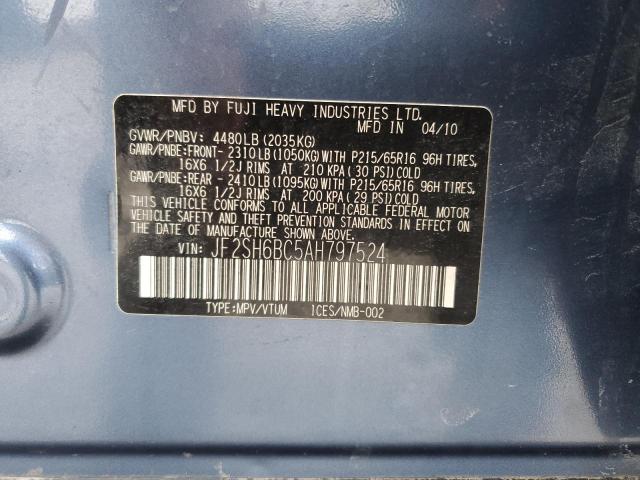 MFD BY FUJI HEAVY INDUSTRIES LTD.
MFD IN 04/10
GVWR/PNBV: 4480LB (2035KG)
GAWR/PNBE:FRONT- 2310LB (1050KG) WITH P215/65R16 96H TIRES,
16X6 1/2J RIMS AT 210 KPA (30 PSI) COLD
GAWR/PNBE:REAR - 2410LB (1095KG) WITH P215/65R16 96H TIRES,
16X6 1/2J RIMS AT 200 KPA (29 PSI) COLD
THIS VEHICLE CONFORMS TO ALL APPLICABLE FEDERAL MOTOR
VEHICLE SAFETY AND THEFT PREVENTION STANDARDS IN EFFECT ON
THE DATE OF MANUFACTURE SHOWN ABOVE.
VIN: JF2SH6BC5AH797524
TYPE:MPV/VTUM ICES/NMB-002